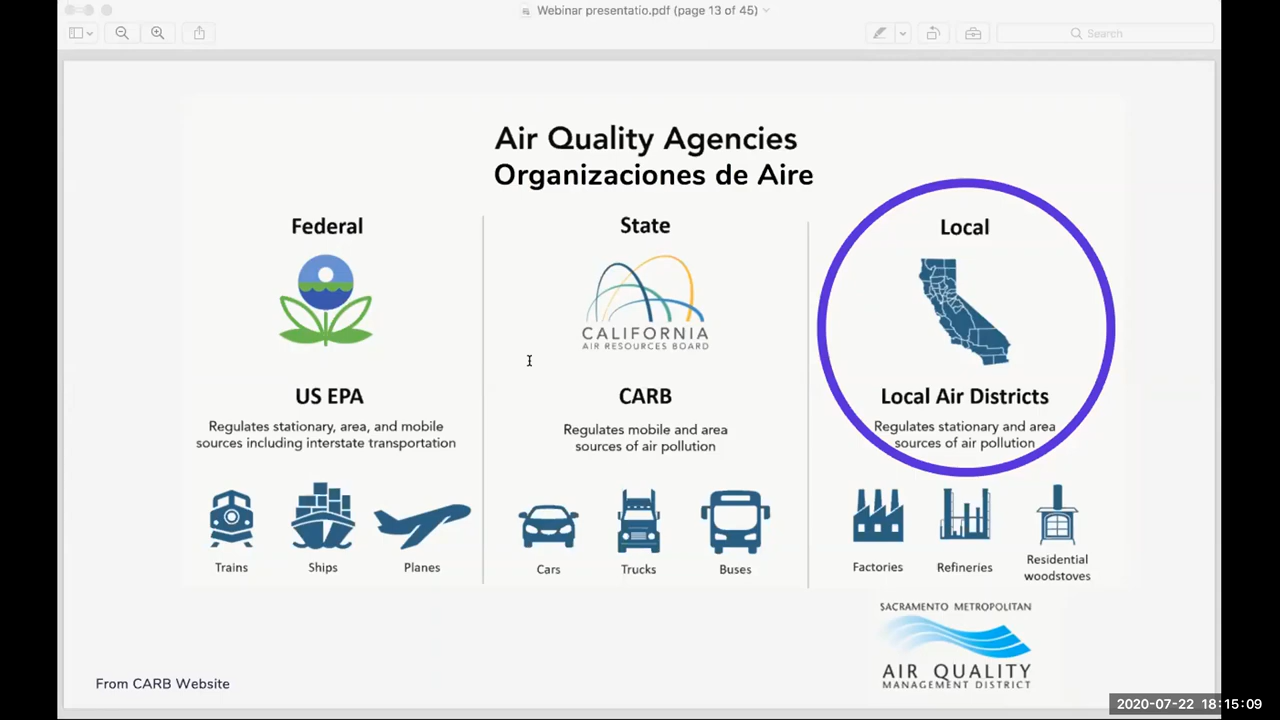 Webinar presentatio.pdf (page 13 of 45)
Search
Air Quality Agencies
Organizaciones de Aire
Federal
US EPA
Regulates stationary, area, and mobile
sources including interstate transportation
Trains
Ships
Planes
State
CALIFORNIA
AIR RESOURCES BOARD
CARB
Regulates mobile and area
sources of air pollution
Cars
Trucks
Buses
Local
Local Air Districts
Regulates stationary and area
sources of air pollution
Factories
Refineries
Residential
woodstoves
SACRAMENTO METROPOLITAN
AIR QUALITY
MANAGEMENT DISTRICT
From CARB Website
2020-07-22 18:15:09